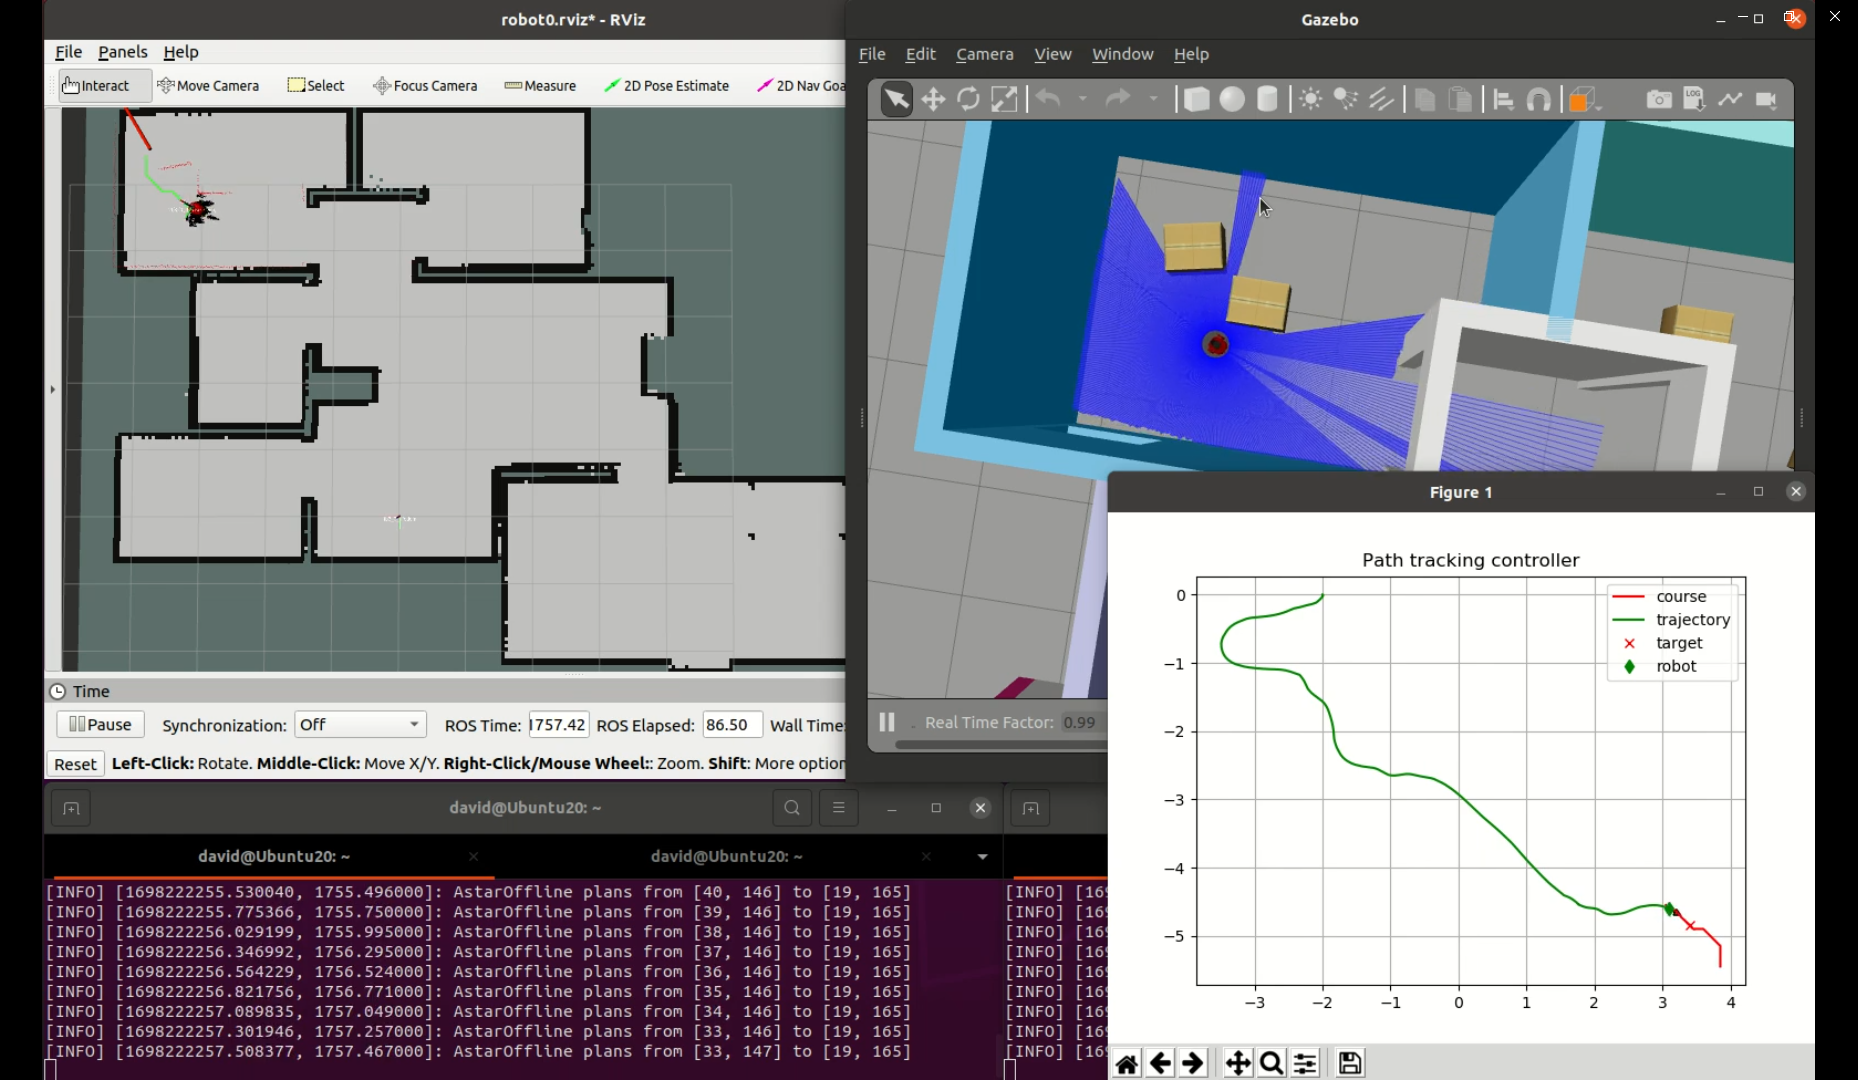 robot0.rviz* - RViz
File Panels Help
Interact Move Camera Select Focus Camera Measure 2D Pose Estimate 2D Nav Goa
Time
Pause Synchronization: Off ROS Time: 1757.42 ROS Elapsed: 86.50 Wall Time:
Reset Left-Click: Rotate. Middle-Click: Move X/Y. Right-Click/Mouse Wheel:: Zoom. Shift: More option
Gazebo
File Edit Camera View Window Help
LOG
Real Time Factor: 0.99
Figure 1
Path tracking controller
course
trajectory
target
robot
0
−1
−2
−3
−4
−5
−3 −2 −1 0 1 2 3 4
david@Ubuntu20: ~
david@Ubuntu20: ~ david@Ubuntu20: ~
[INFO] [1698222255.530040, 1755.496000]: AstarOffline plans from [40, 146] to [19, 165]
[INFO] [1698222255.775366, 1755.750000]: AstarOffline plans from [39, 146] to [19, 165]
[INFO] [1698222256.029199, 1755.995000]: AstarOffline plans from [38, 146] to [19, 165]
[INFO] [1698222256.346992, 1756.295000]: AstarOffline plans from [37, 146] to [19, 165]
[INFO] [1698222256.564229, 1756.524000]: AstarOffline plans from [36, 146] to [19, 165]
[INFO] [1698222256.821756, 1756.771000]: AstarOffline plans from [35, 146] to [19, 165]
[INFO] [1698222257.089835, 1757.049000]: AstarOffline plans from [34, 146] to [19, 165]
[INFO] [1698222257.301946, 1757.257000]: AstarOffline plans from [33, 146] to [19, 165]
[INFO] [1698222257.508377, 1757.467000]: AstarOffline plans from [33, 147] to [19, 165]
[INFO] [169
[INFO] [169
[INFO] [169
[INFO] [169
[INFO] [169
[INFO] [169
[INFO] [169
[INFO] [169
[INFO] [169